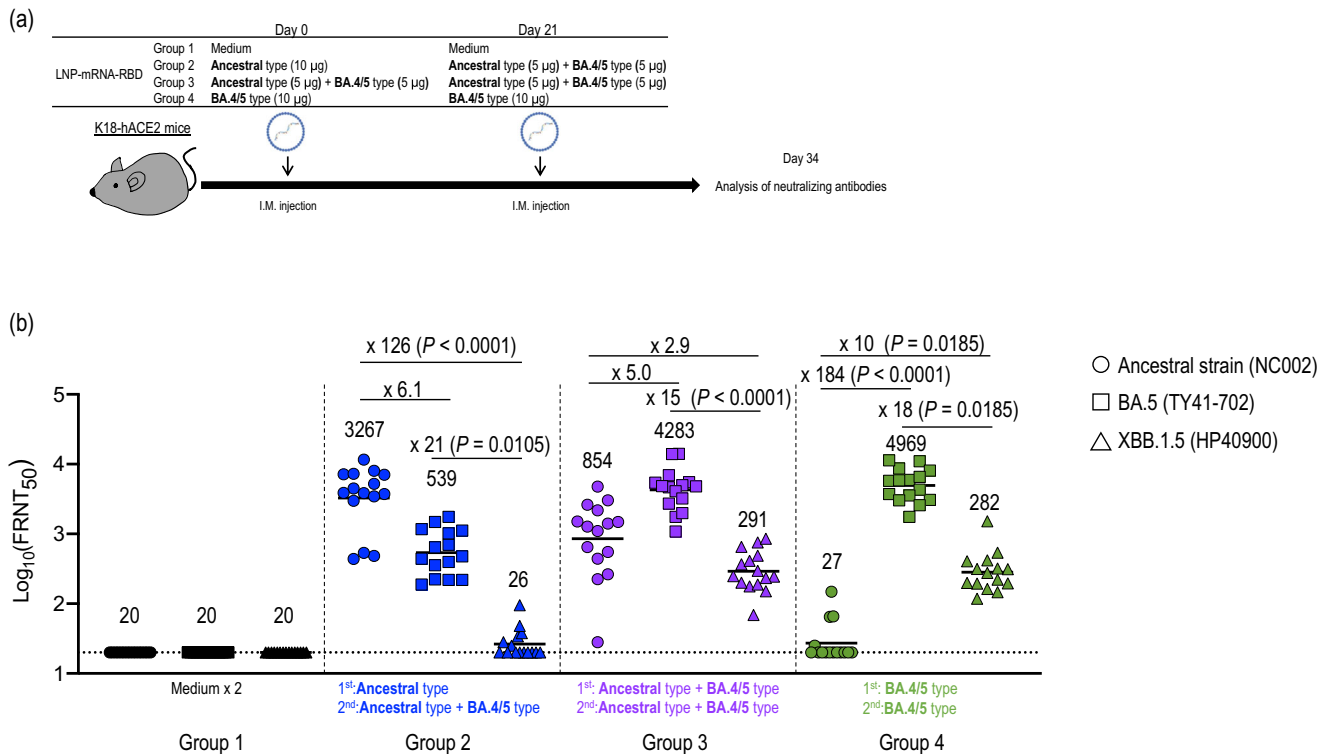 (a)
Day 0 Day 21
Group 1 Medium Medium
Group 2 Ancestral type (10 µg) Ancestral type (5 µg) + BA.4/5 type (5 µg)
LNP-mRNA-RBD
Group 3 Ancestral type (5 µg) + BA.4/5 type (5 µg) Ancestral type (5 µg) + BA.4/5 type (5 µg)
Group 4 BA.4/5 type (10 µg) BA.4/5 type (10 µg)
K18-hACE2 mice
Day 34
Analysis of neutralizing antibodies
I.M. injection I.M. injection
(b)
x 126 (P < 0.0001) x 2.9 x 10 (P = 0.0185)
x 6.1 x 5.0 x 184 (P < 0.0001)
x 21 (P = 0.0105) x 15 (P < 0.0001) x 18 (P = 0.0185)
Ancestral strain (NC002)
BA.5 (TY41-702)
XBB.1.5 (HP40900)
Log10(FRNT50)
5
4
3
2
1
20 20 20
3267 539 26
854 4283 291
27 4969 282
Medium x 2
1st:Ancestral type
2nd:Ancestral type + BA.4/5 type
1st: Ancestral type + BA.4/5 type
2nd:Ancestral type + BA.4/5 type
1st: BA.4/5 type
2nd:BA.4/5 type
Group 1 Group 2 Group 3 Group 4